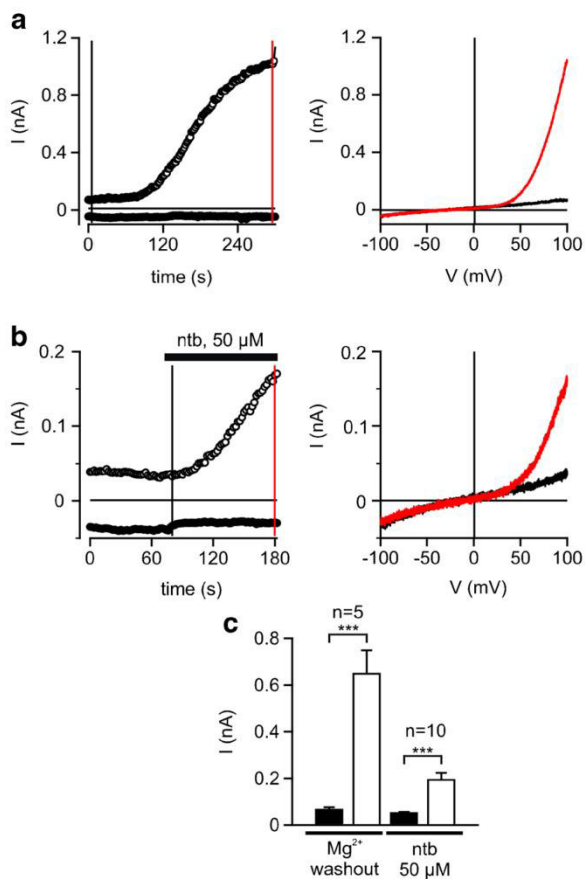 a
I (nA)
1.2
0.8
0.4
0
0 120 240
time (s)
-100 -50 0 50 100
V (mV)
b
ntb, 50 µM
I (nA)
0.2
0.1
0
0 60 120 180
time (s)
I (nA)
0.2
0.1
0
-100 -50 0 50 100
V (mV)
c
I (nA)
0.8
0.6
0.4
0.2
0
n=5
***
n=10
***
Mg²⁺
washout
ntb
50 µM
I (nA)
1.2
0.8
0.4
0